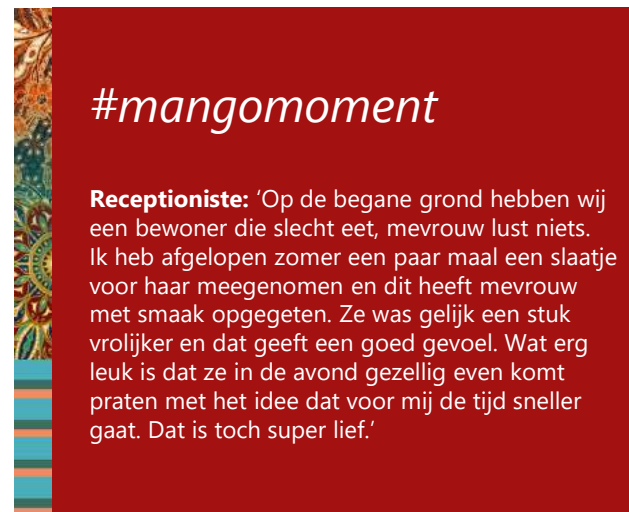 #mangomoment
Receptioniste: ‘Op de begane grond hebben wij
een bewoner die slecht eet, mevrouw lust niets.
Ik heb afgelopen zomer een paar maal een slaatje
voor haar meegenomen en dit heeft mevrouw
met smaak opgegeten. Ze was gelijk een stuk
vrolijker en dat geeft een goed gevoel. Wat erg
leuk is dat ze in de avond gezellig even komt
praten met het idee dat voor mij de tijd sneller
gaat. Dat is toch super lief.’